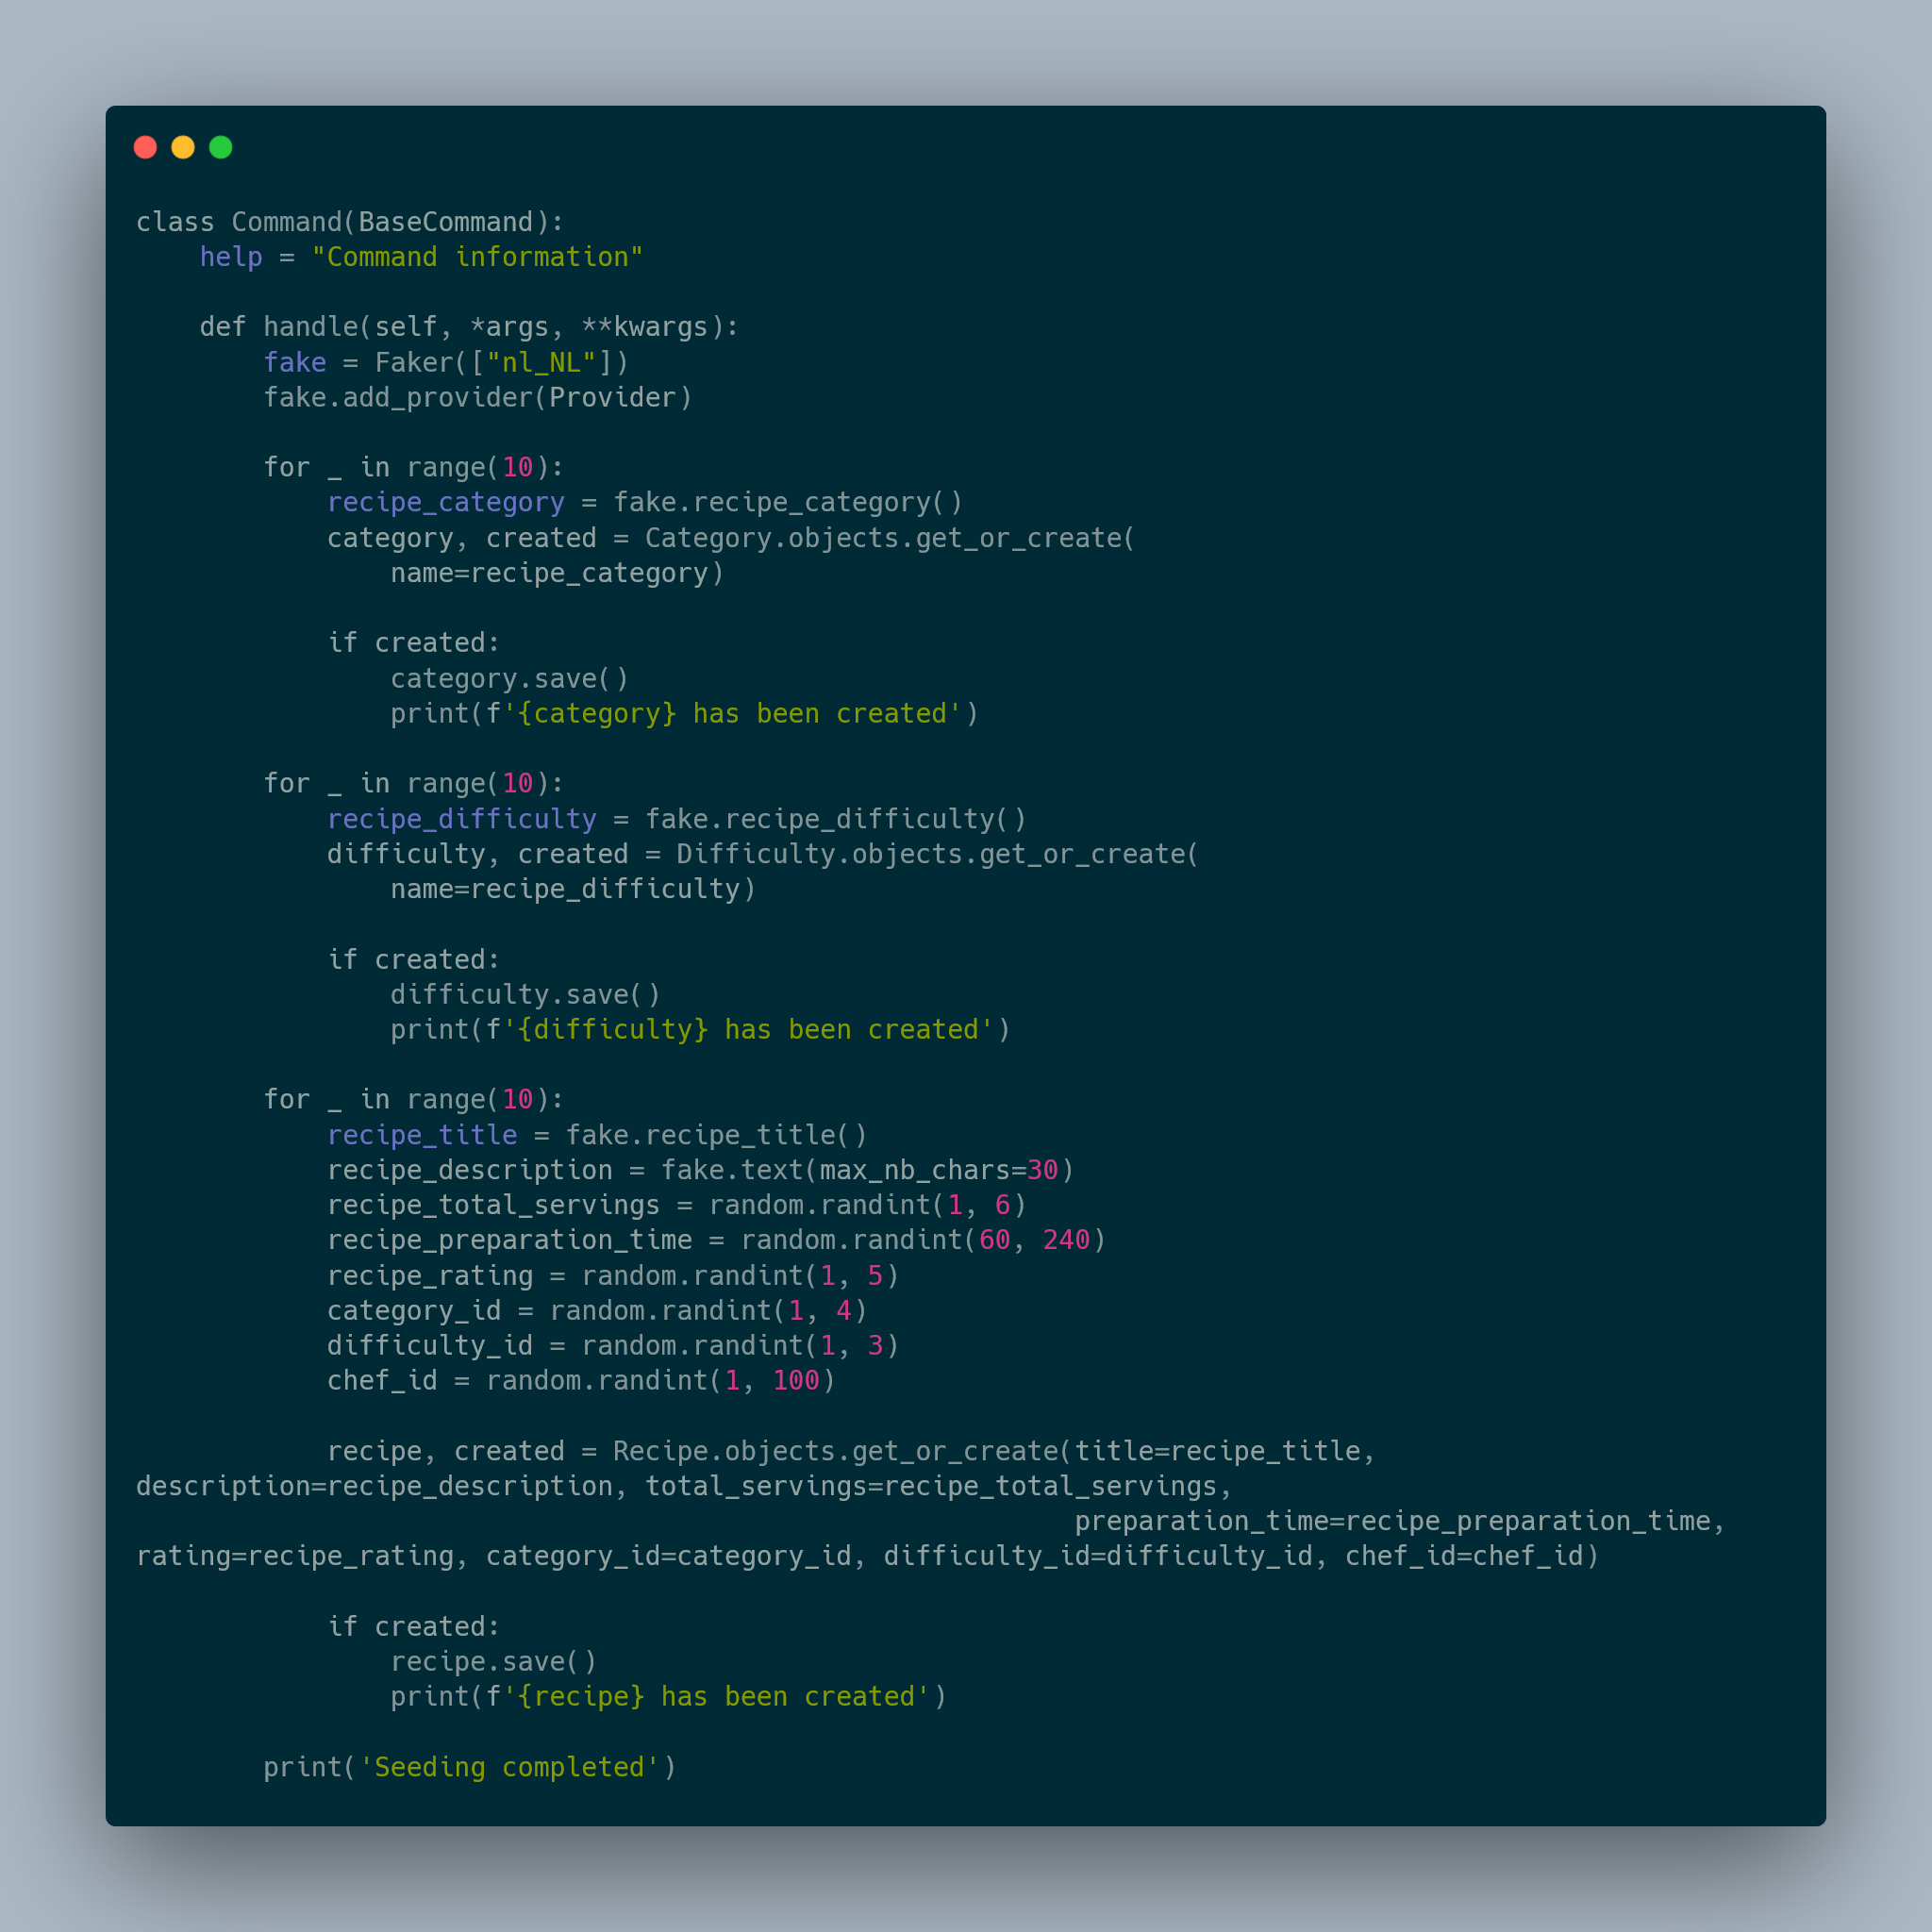 class Command(BaseCommand):
    help = "Command information"

    def handle(self, *args, **kwargs):
        fake = Faker(["nl_NL"])
        fake.add_provider(Provider)

        for _ in range(10):
            recipe_category = fake.recipe_category()
            category, created = Category.objects.get_or_create(
                name=recipe_category)

            if created:
                category.save()
                print(f'{category} has been created')

        for _ in range(10):
            recipe_difficulty = fake.recipe_difficulty()
            difficulty, created = Difficulty.objects.get_or_create(
                name=recipe_difficulty)

            if created:
                difficulty.save()
                print(f'{difficulty} has been created')

        for _ in range(10):
            recipe_title = fake.recipe_title()
            recipe_description = fake.text(max_nb_chars=30)
            recipe_total_servings = random.randint(1, 6)
            recipe_preparation_time = random.randint(60, 240)
            recipe_rating = random.randint(1, 5)
            category_id = random.randint(1, 4)
            difficulty_id = random.randint(1, 3)
            chef_id = random.randint(1, 100)

            recipe, created = Recipe.objects.get_or_create(title=recipe_title,
description=recipe_description, total_servings=recipe_total_servings,
                                                           preparation_time=recipe_preparation_time,
rating=recipe_rating, category_id=category_id, difficulty_id=difficulty_id, chef_id=chef_id)

            if created:
                recipe.save()
                print(f'{recipe} has been created')

        print('Seeding completed')